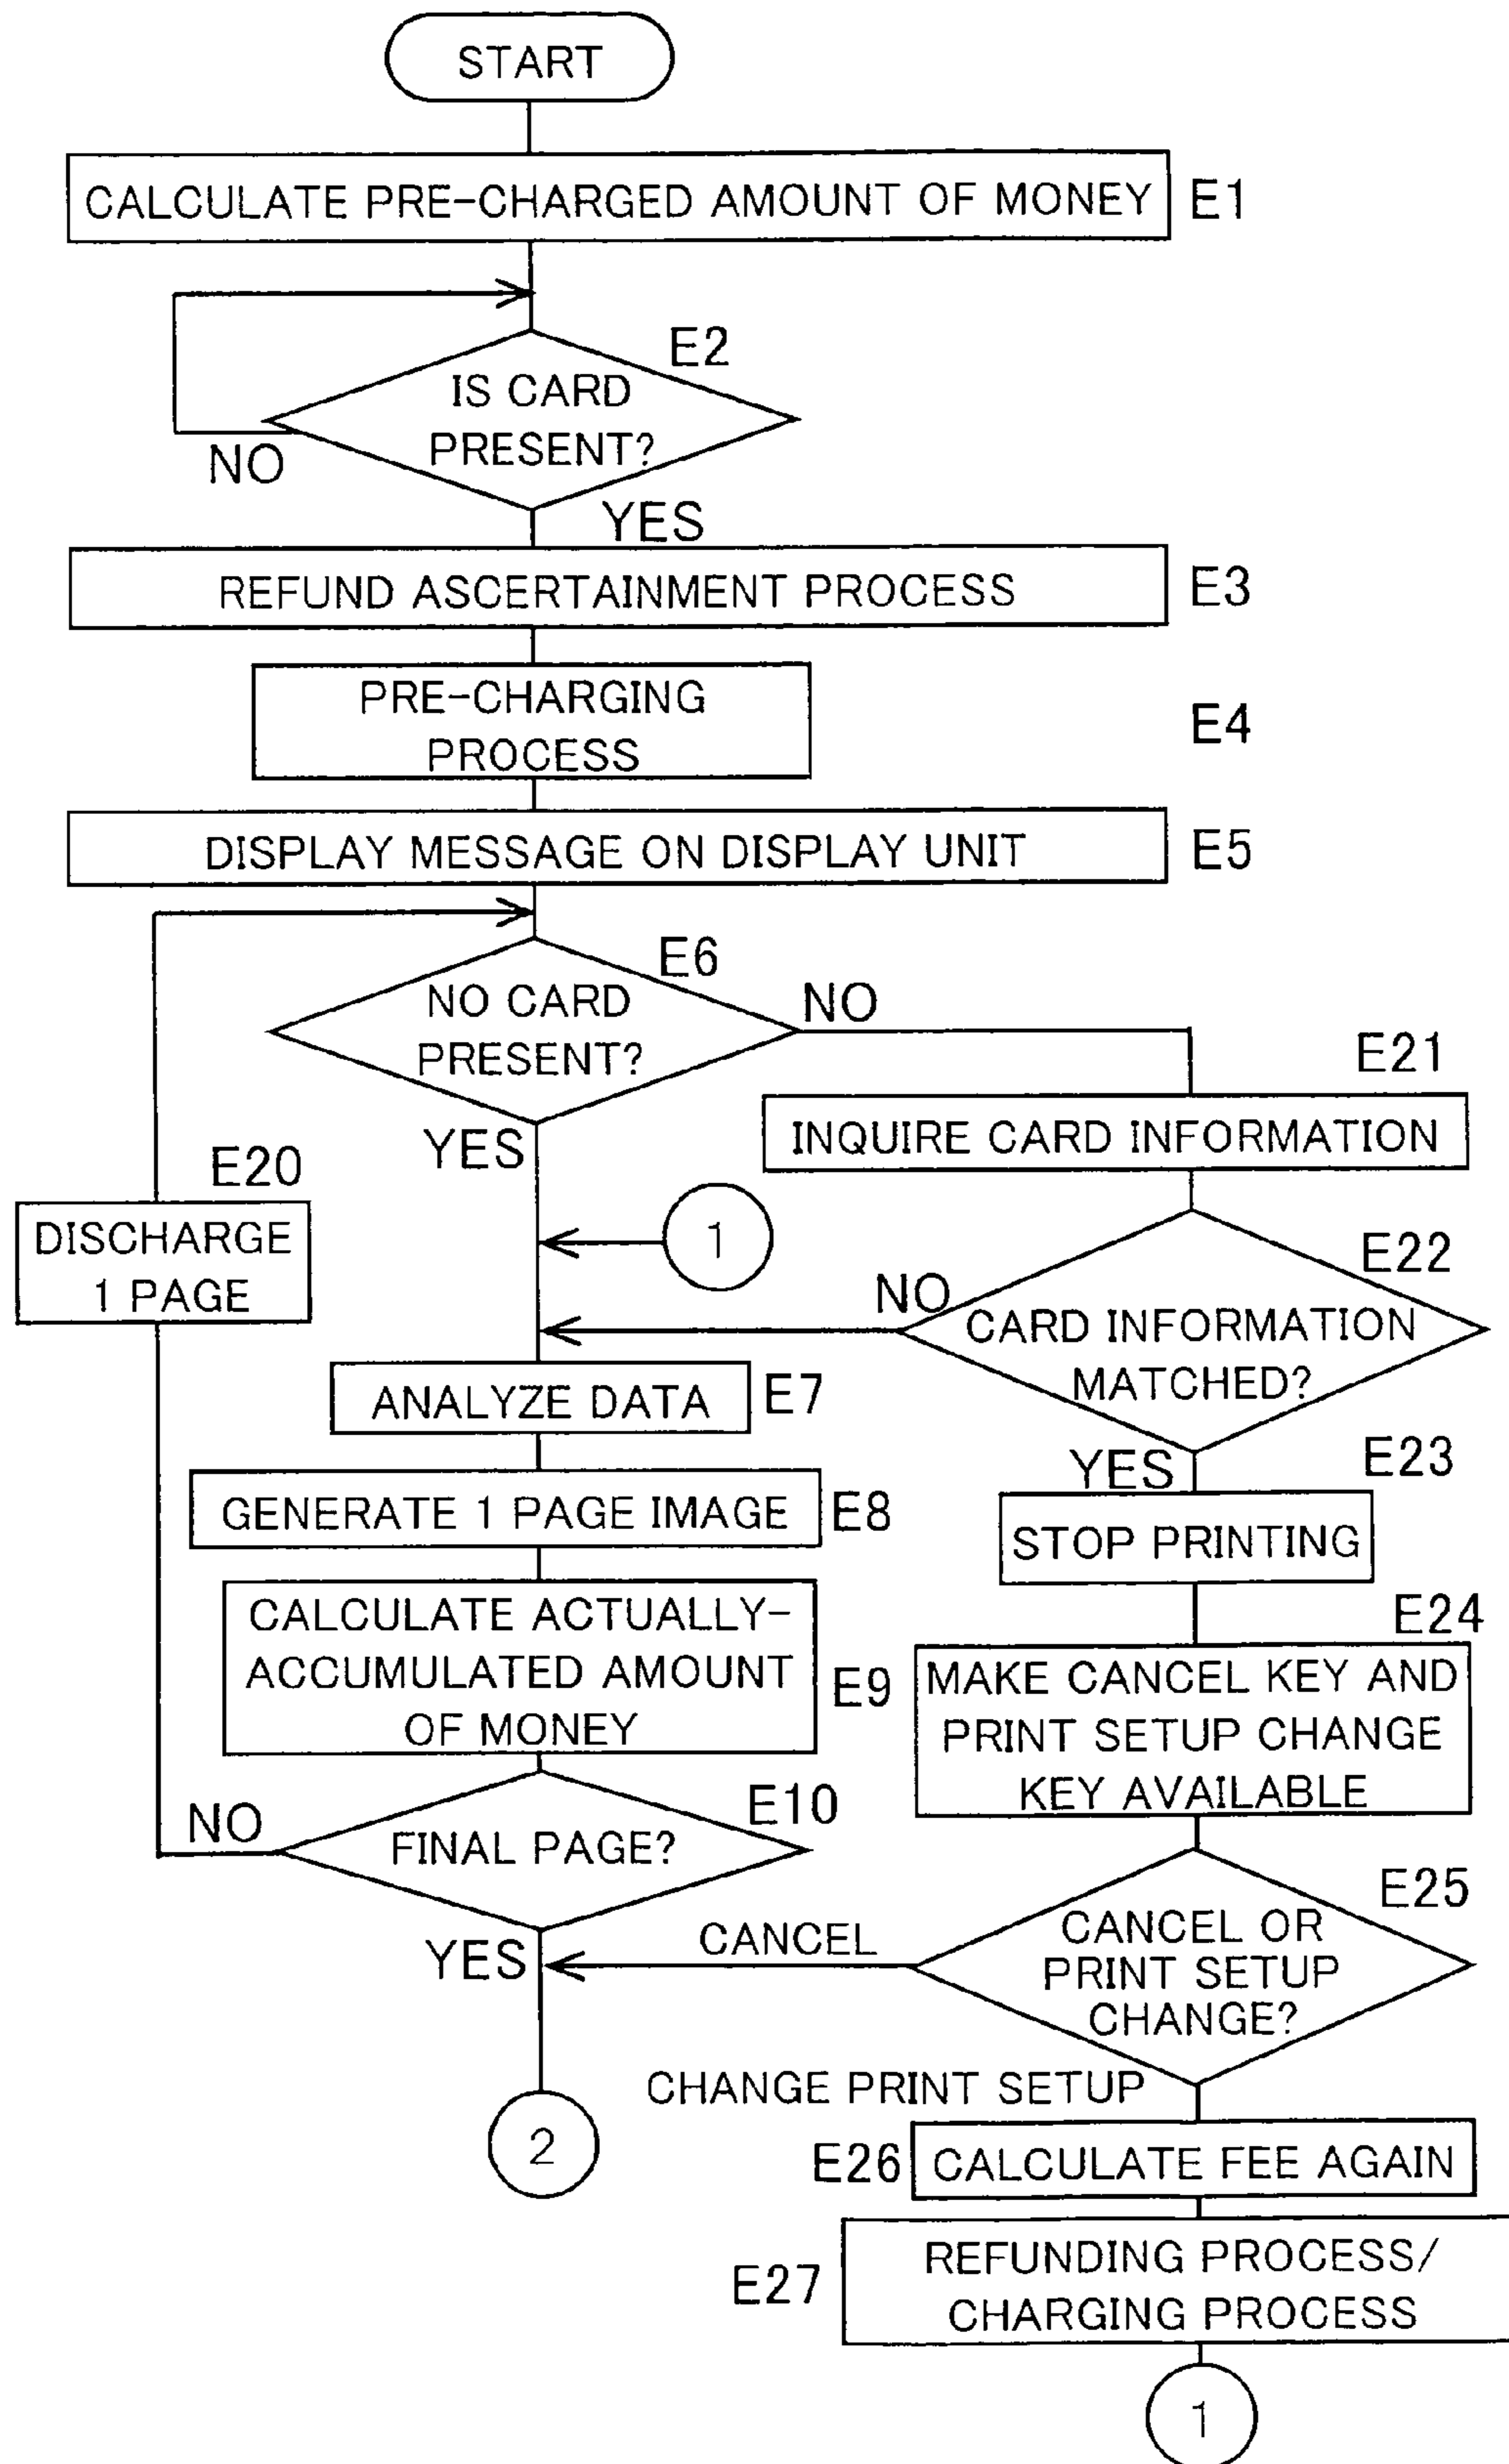 START
CALCULATE PRE-CHARGED AMOUNT OF MONEY
E1
E2
IS CARD
PRESENT?
NO
YES
REFUND ASCERTAINMENT PROCESS
E3
PRE-CHARGING
PROCESS
E4
DISPLAY MESSAGE ON DISPLAY UNIT
E5
E6
NO CARD
PRESENT?
NO
YES
E21
INQUIRE CARD INFORMATION
E20
DISCHARGE
1 PAGE
1
E22
NO
CARD INFORMATION
MATCHED?
YES
ANALYZE DATA
E7
E23
STOP PRINTING
GENERATE 1 PAGE IMAGE
E8
CALCULATE ACTUALLY-
ACCUMULATED AMOUNT
OF MONEY
E9
E24
MAKE CANCEL KEY AND
PRINT SETUP CHANGE
KEY AVAILABLE
E10
FINAL PAGE?
NO
YES
E25
CANCEL OR
PRINT SETUP
CHANGE?
CANCEL
CHANGE PRINT SETUP
2
E26
CALCULATE FEE AGAIN
E27
REFUNDING PROCESS/
CHARGING PROCESS
1